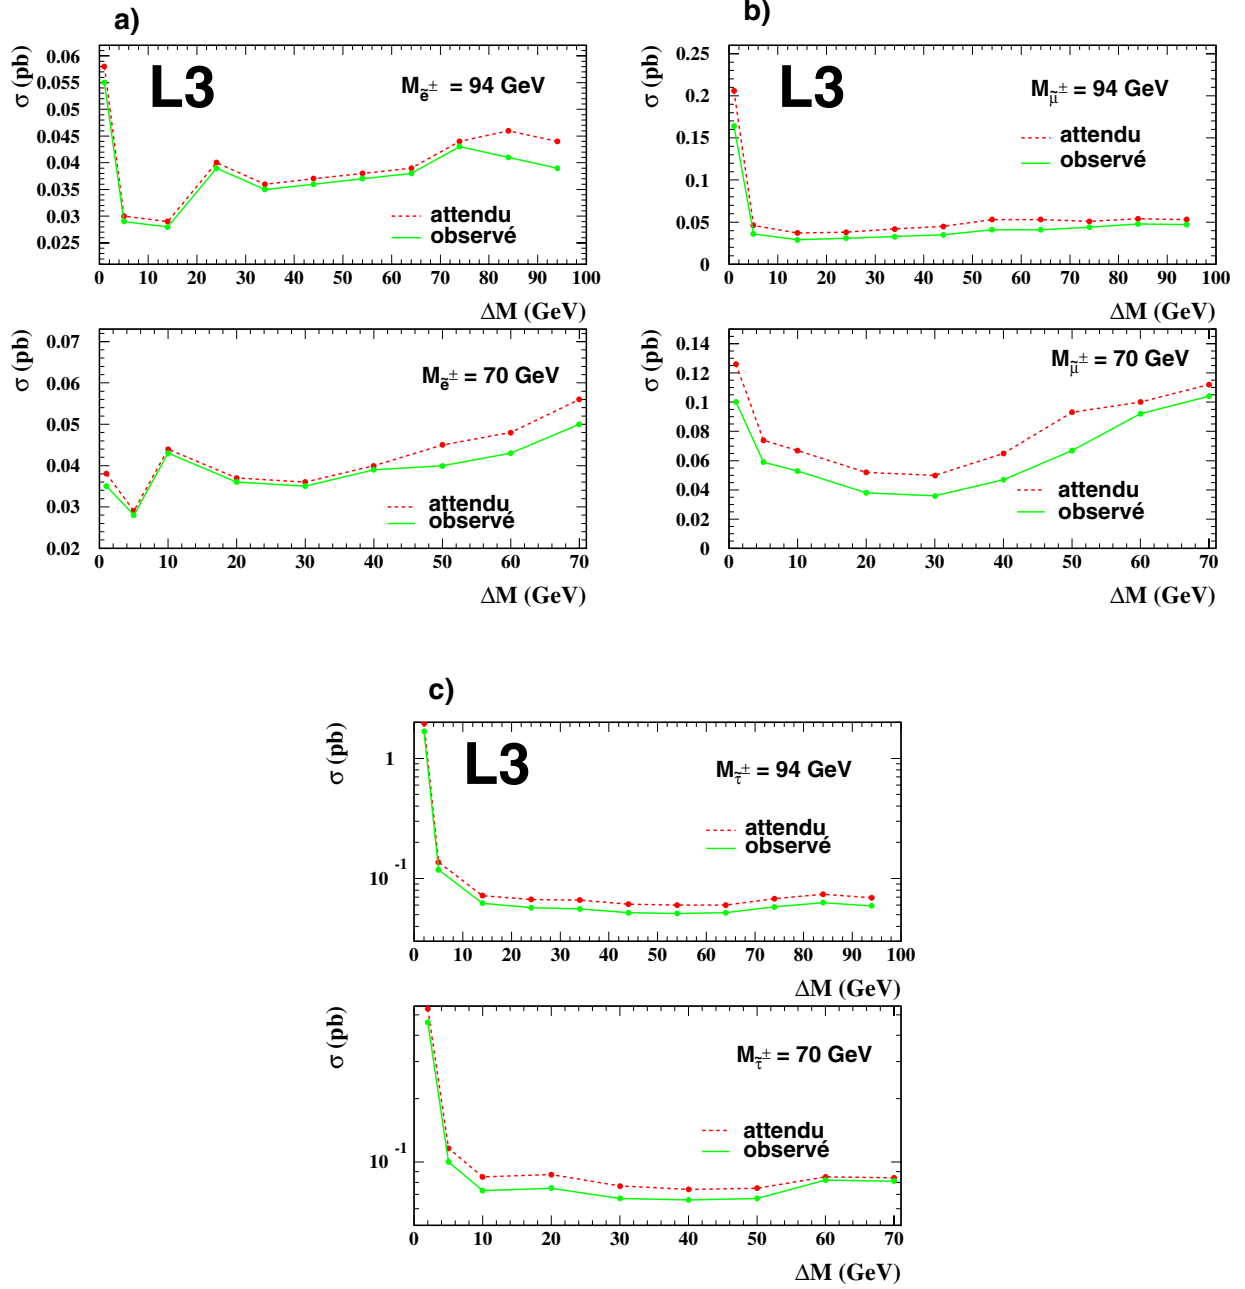 a)
σ (pb)
0.06
0.055
0.05
0.045
0.04
0.035
0.03
0.025
L3
M ẽ± = 94 GeV
attendu
observé
0 10 20 30 40 50 60 70 80 90 100
ΔM (GeV)
σ (pb)
0.07
0.06
0.05
0.04
0.03
0.02
M ẽ± = 70 GeV
attendu
observé
0 10 20 30 40 50 60 70
ΔM (GeV)
b)
σ (pb)
0.25
0.2
0.15
0.1
0.05
0
L3
M μ̃± = 94 GeV
attendu
observé
0 10 20 30 40 50 60 70 80 90 100
ΔM (GeV)
σ (pb)
0.14
0.12
0.1
0.08
0.06
0.04
0.02
0
M μ̃± = 70 GeV
attendu
observé
0 10 20 30 40 50 60 70
ΔM (GeV)
c)
σ (pb)
1
10 -1
L3
M τ̃± = 94 GeV
attendu
observé
0 10 20 30 40 50 60 70 80 90 100
ΔM (GeV)
σ (pb)
10 -1
M τ̃± = 70 GeV
attendu
observé
0 10 20 30 40 50 60 70
ΔM (GeV)